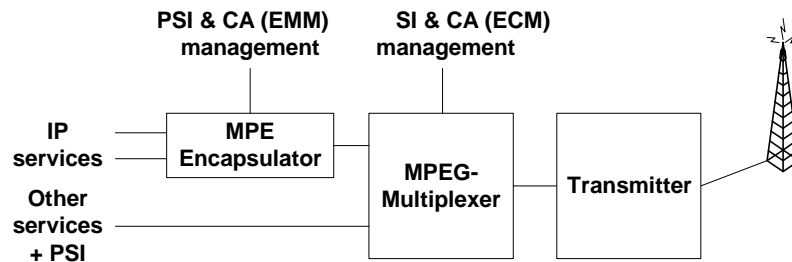 PSI & CA (EMM)
management
SI & CA (ECM)
management
IP
services
MPE
Encapsulator
MPEG-
Multiplexer
Transmitter
Other
services
+ PSI